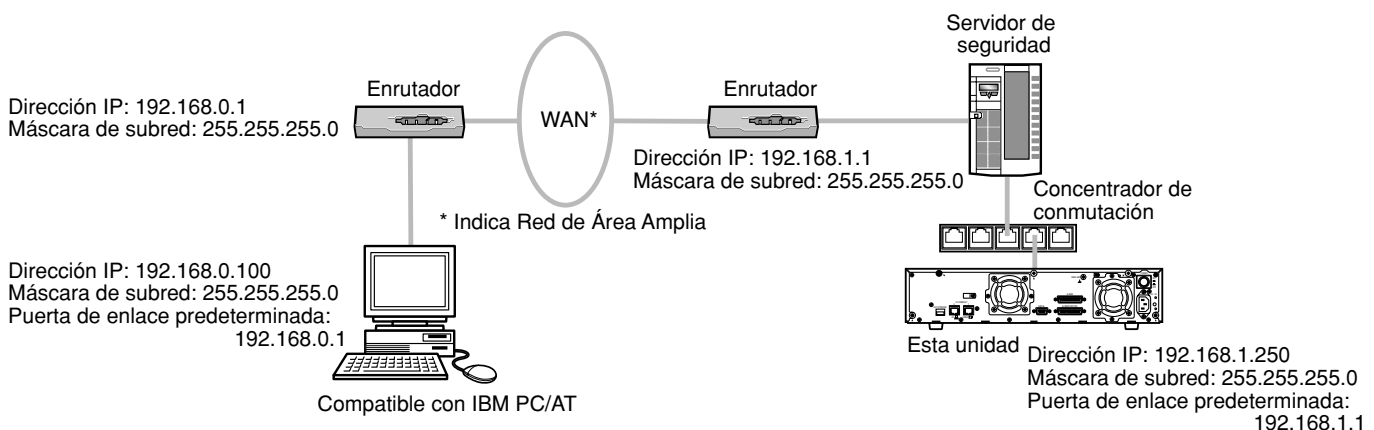 Servidor de
seguridad
Enrutador
Dirección IP: 192.168.0.1
Máscara de subred: 255.255.255.0
WAN*
Enrutador
Dirección IP: 192.168.1.1
Máscara de subred: 255.255.255.0
Concentrador de
conmutación
* Indica Red de Área Amplia
Dirección IP: 192.168.0.100
Máscara de subred: 255.255.255.0
Puerta de enlace predeterminada:
192.168.0.1
Compatible con IBM PC/AT
Esta unidad
Dirección IP: 192.168.1.250
Máscara de subred: 255.255.255.0
Puerta de enlace predeterminada:
192.168.1.1